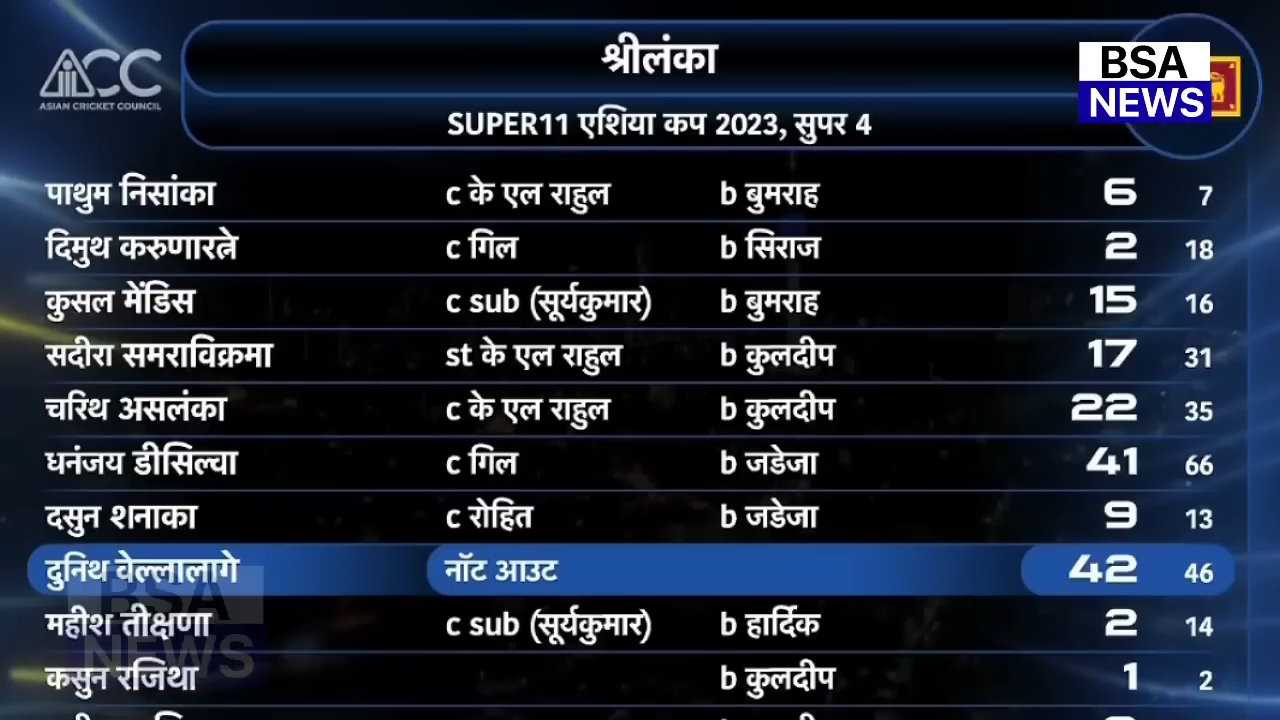 ACC
ASIAN CRICKET COUNCIL
श्रीलंका
BSA
NEWS
SUPER11 एशिया कप 2023, सुपर 4
पाथुम निसांका c के एल राहुल b बुमराह 6 7
दिमुथ करुणारत्ने c गिल b सिराज 2 18
कुसल मेंडिस c sub (सूर्यकुमार) b बुमराह 15 16
सदीरा समराविक्रमा st के एल राहुल b कुलदीप 17 31
चरिथ असलंका c के एल राहुल b कुलदीप 22 35
धनंजय डीसिल्वा c गिल b जडेजा 41 66
दसुन शनाका c रोहित b जडेजा 9 13
दुनिथ वेल्लालागे नॉट आउट 42 46
BSA
महीश तीक्षणा c sub (सूर्यकुमार) b हार्दिक 2 14
NEWS
कसुन रजिथा b कुलदीप 1 2